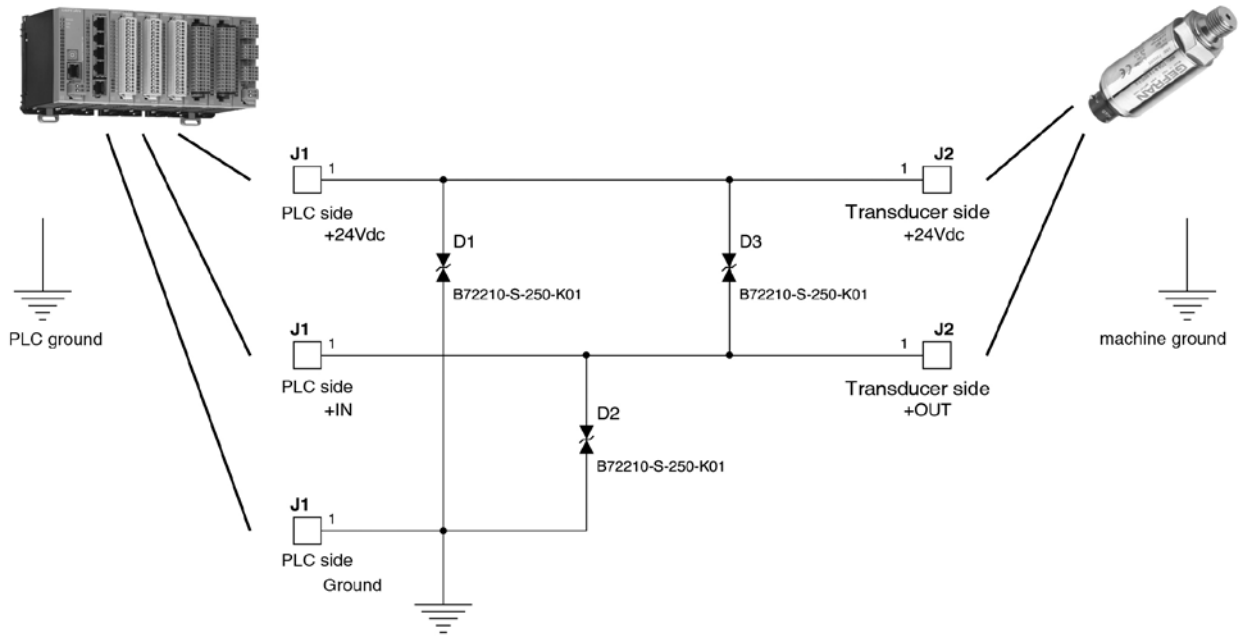 GEFRAN
J1
1
PLC side
+24Vdc
1
J2
Transducer side
+24Vdc
D1
B72210-S-250-K01
D3
B72210-S-250-K01
PLC ground
machine ground
J1
1
PLC side
+IN
1
J2
Transducer side
+OUT
D2
B72210-S-250-K01
J1
1
PLC side
Ground